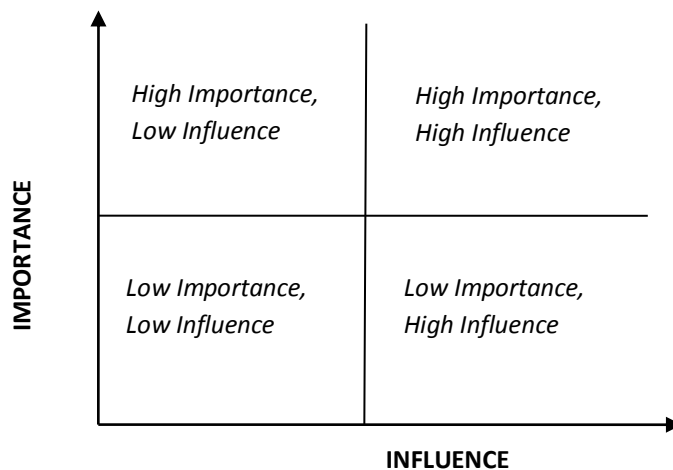 High Importance,
Low Influence
High Importance,
High Influence
IMPORTANCE
Low Importance,
Low Influence
Low Importance,
High Influence
INFLUENCE